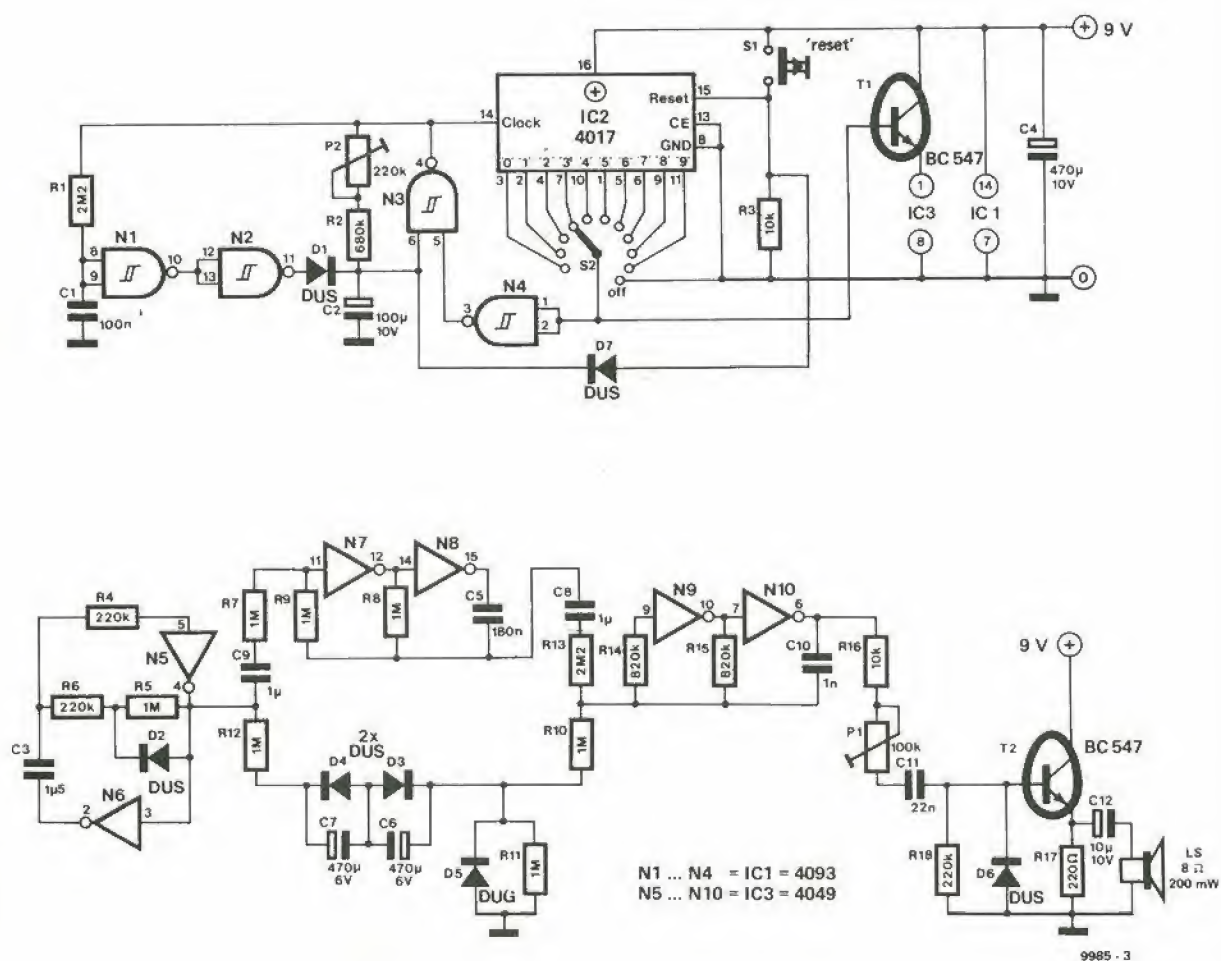 9 V
S1
'reset'
16
T1
15
Reset
14
Clock
IC2
4017
CE
13
GND
8
0 1 2 3 4 5 6 7 8 9
3 2 4 7 10 1 5 6 9 11
BC 547
C4
470µ
10V
P2
220k
4
N3
R1
2M2
R2
680k
6
5
R3
10k
1
14
IC3
IC 1
8
7
N1
N2
8
9
10
12
13
11
D1
DUS
C1
100n
C2
100µ
10V
S2
off
0
N4
3
1
2
D7
DUS
N7
N8
11
12
14
15
R4
220k
5
N5
4
R7
1M
R9
1M
R8
1M
C5
180n
C8
1µ
R13
2M2
N9
N10
9
10
7
6
R14
820k
R15
820k
C10
1n
R16
10k
R6
220k
R5
1M
C9
1µ
9 V
C3
1µ5
D2
DUS
R12
1M
2x
DUS
D4
D3
R10
1M
P1
100k
C11
22n
T2
BC 547
N6
2
3
C7
470µ
6V
C6
470µ
6V
D5
DUG
R11
1M
R18
220k
D6
DUS
R17
220Ω
C12
10µ
10V
LS
8 Ω
200 mW
N1 ... N4 = IC1 = 4093
N5 ... N10 = IC3 = 4049
9985 - 3